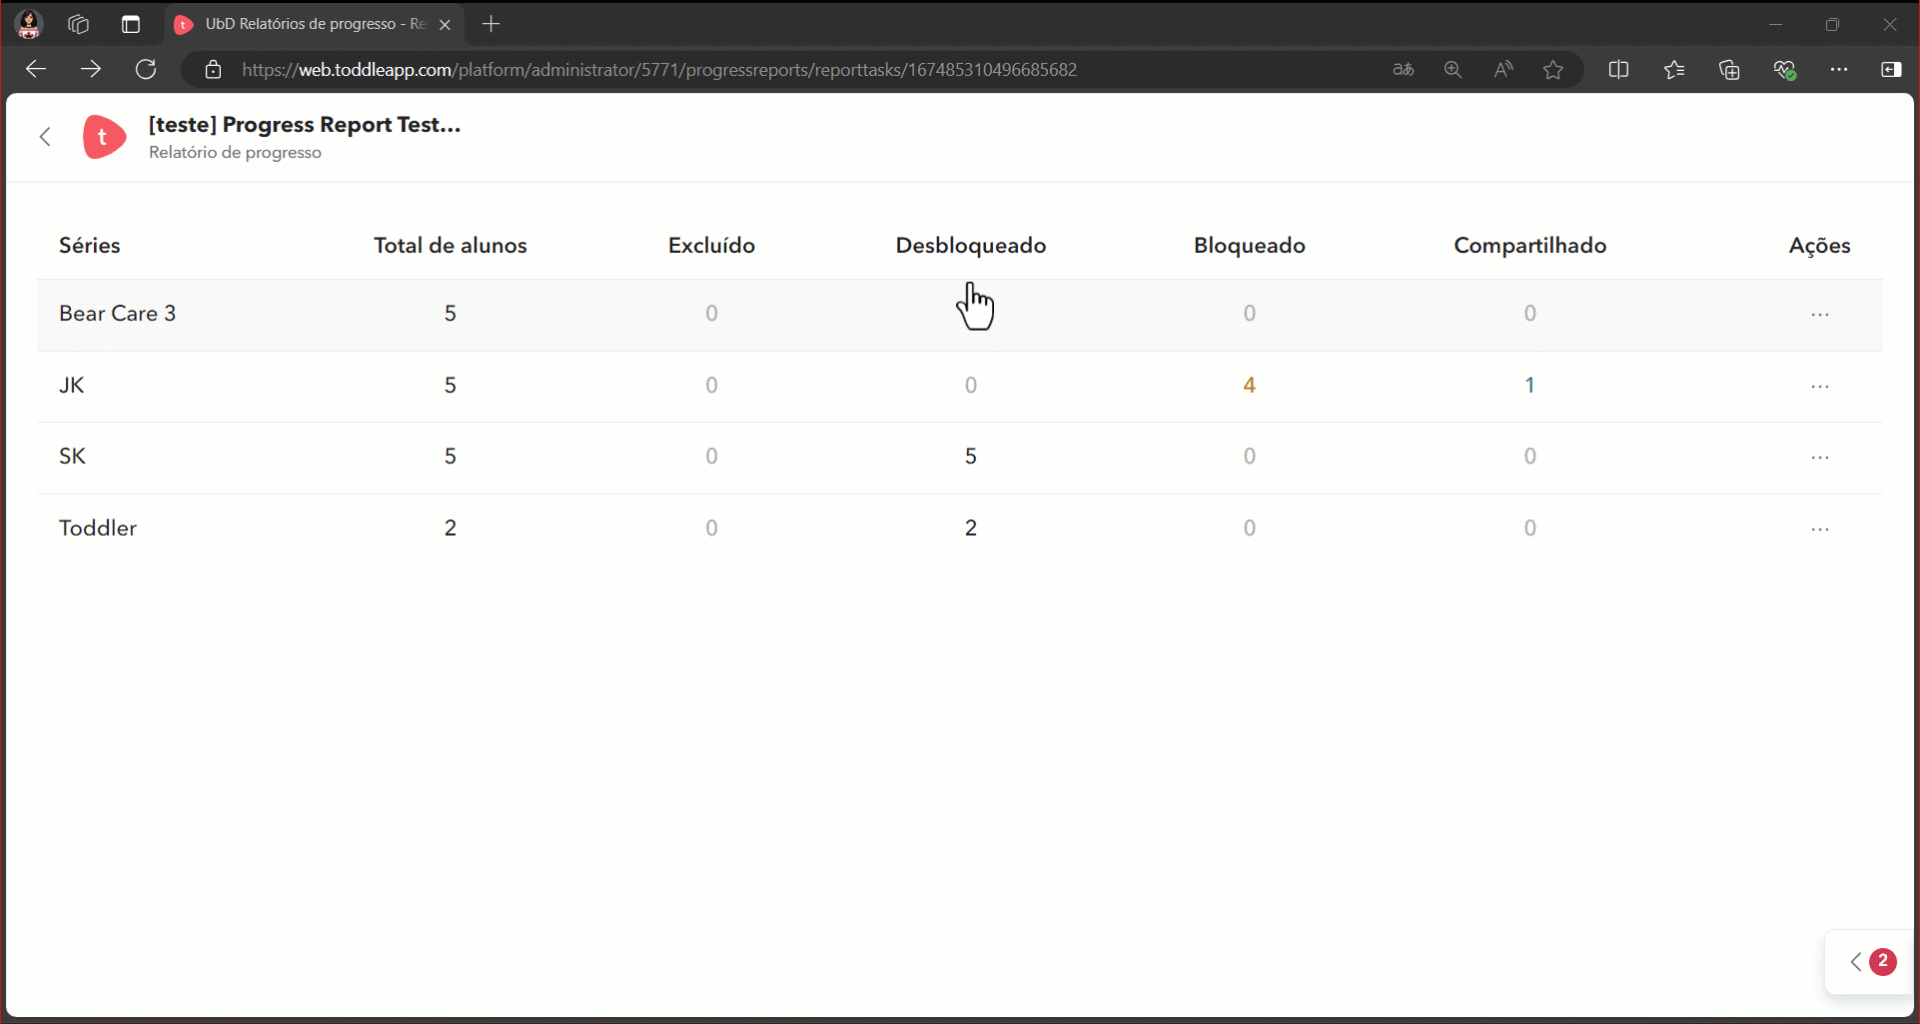 UbD Relatórios de progresso - Re
https://web.toddleapp.com/platform/administrator/5771/progressreports/reporttasks/167485310496685682
t
[teste] Progress Report Test...
Relatório de progresso
Séries Total de alunos Excluído Desbloqueado Bloqueado Compartilhado Ações
Bear Care 3 5 0 0 0 ...
JK 5 0 0 4 1 ...
SK 5 0 5 0 0 ...
Toddler 2 0 2 0 0 ...
2